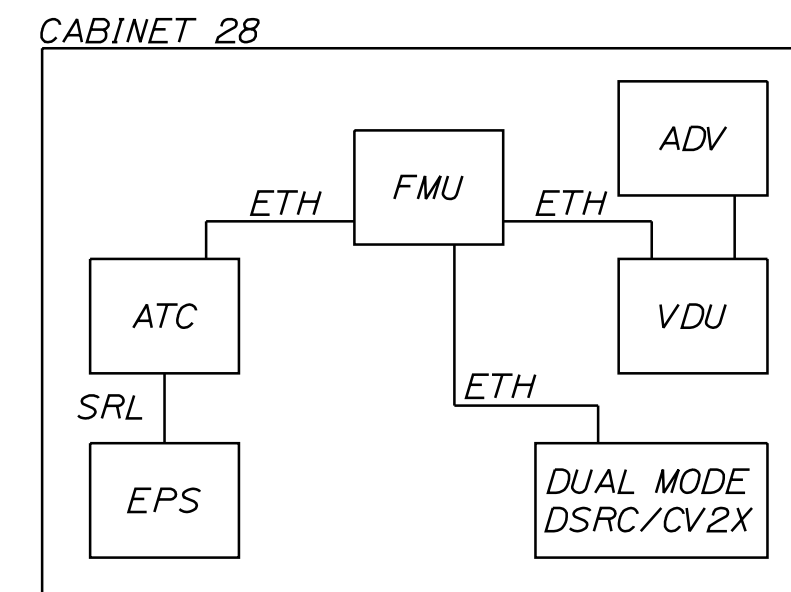 CABINET 28
ADV
FMU
ETH
ETH
ATC
VDU
ETH
SRL
EPS
DUAL MODE
DSRC/CV2X